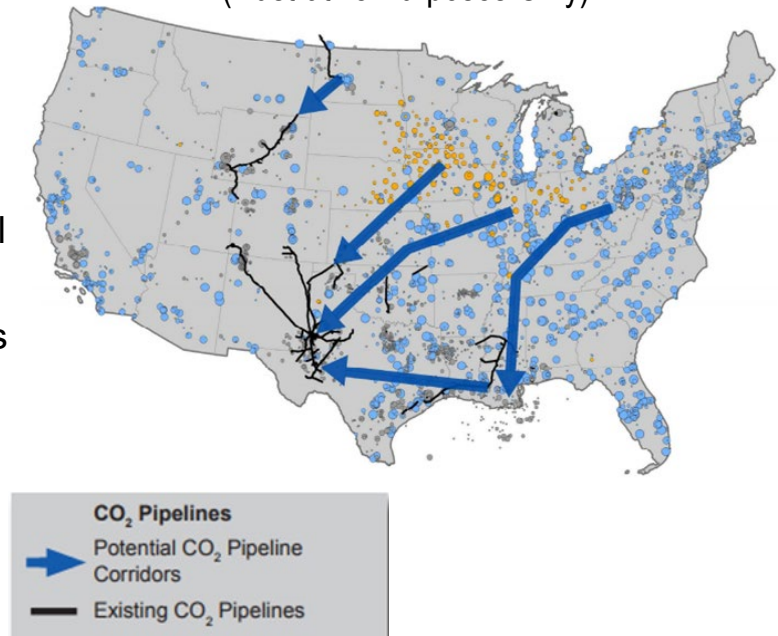 CO₂ Pipelines
Potential CO₂ Pipeline
Corridors
Existing CO₂ Pipelines